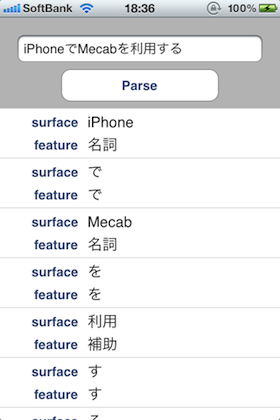 SoftBank 18:36 100%
iPhoneでMecabを利用する
Parse
surface iPhone
feature 名詞
surface で
feature で
surface Mecab
feature 名詞
surface を
feature を
surface 利用
feature 補助
surface す
feature す